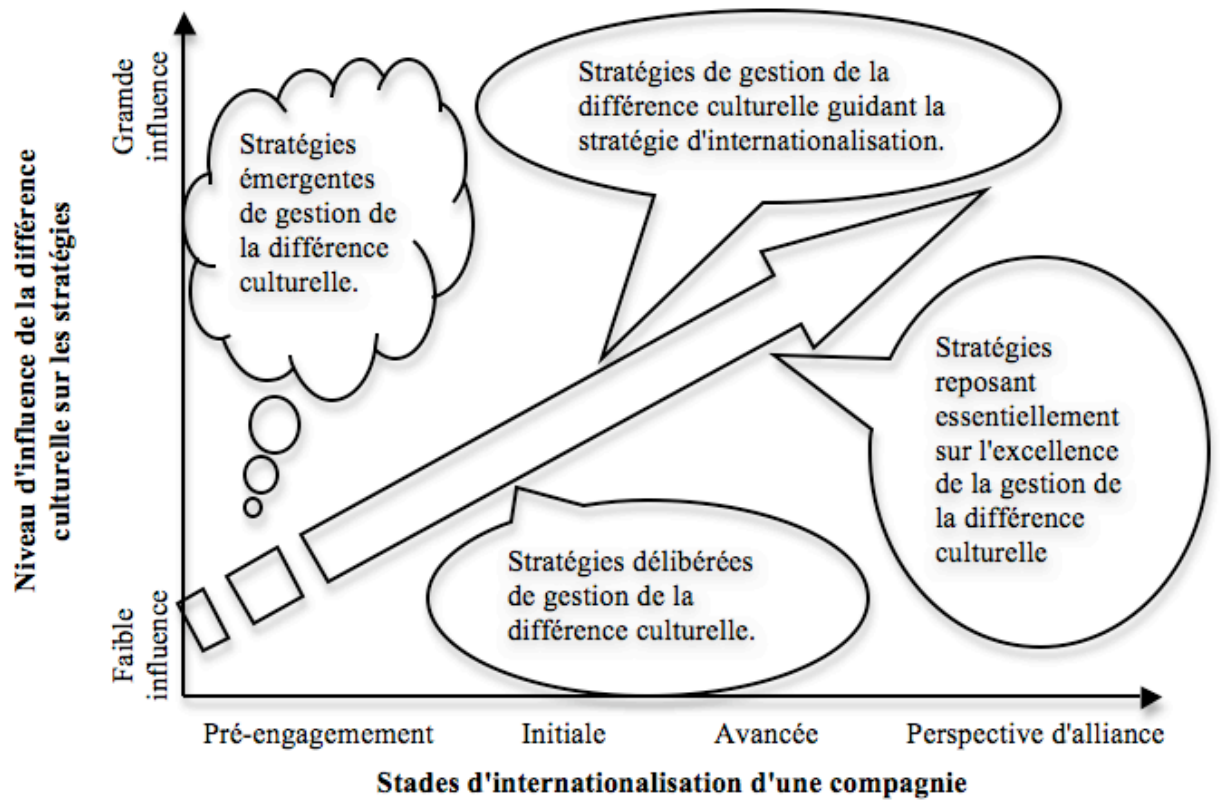 Niveau d'influence de la différence
culturelle sur les stratégies
Gramde
influence
Faible
influence
Stratégies
émergentes
de gestion de
la différence
culturelle.
Stratégies de gestion de la
différence culturelle guidant la
stratégie d'internationalisation.
Stratégies
reposant
essentiellement
sur l'excellence
de la gestion de
la différence
culturelle
Stratégies délibérées
de gestion de la
différence culturelle.
Pré-engagemement
Initiale
Avancée
Perspective d'alliance
Stades d'internationalisation d'une compagnie